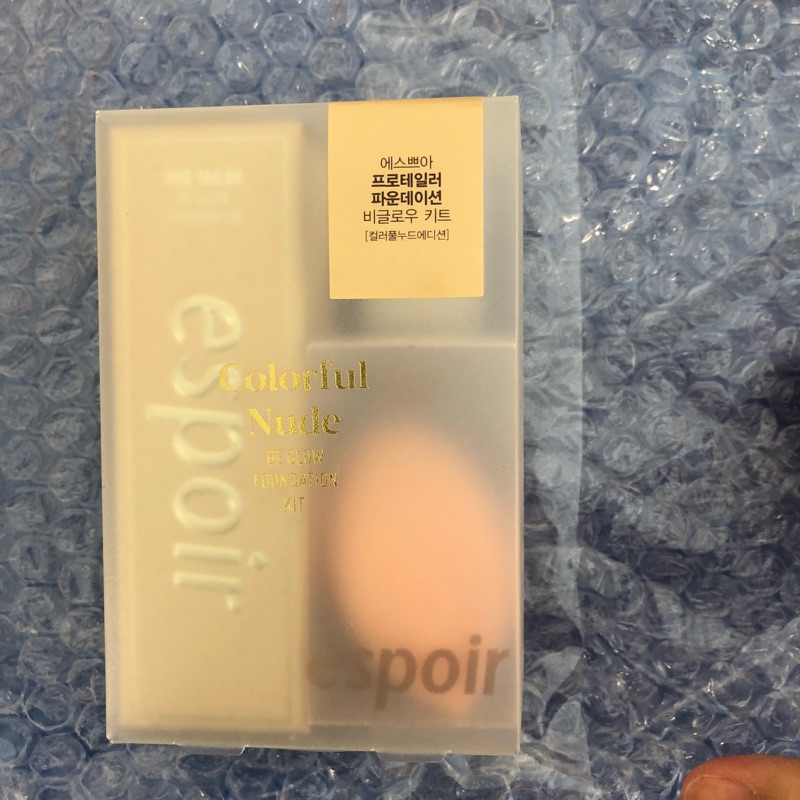 에스쁘아
프로테일러
파운데이션
비글로우 키트
[컬러풀누드에디션]
espoir
Colorful
Nude
BE GLOW
FOUNDATION
KIT
espoir